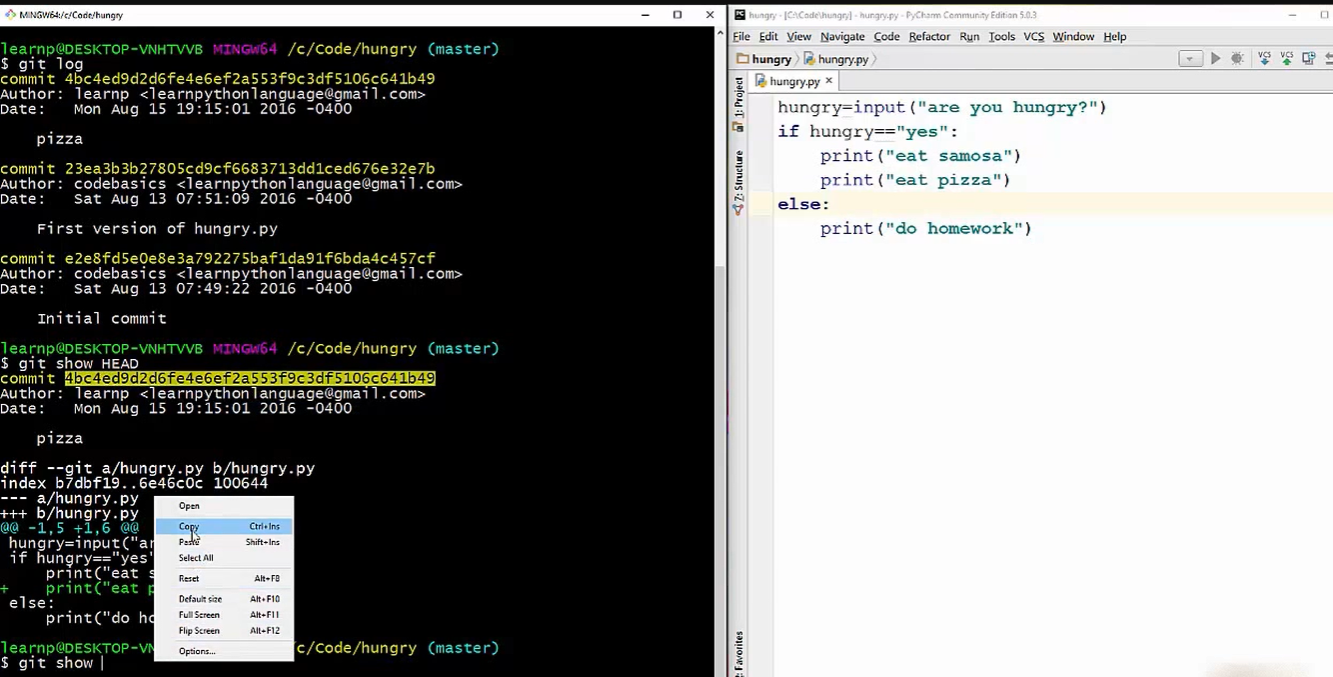 MINGW64:/c/Code/hungry
learnp@DESKTOP-VNHTVVB MINGW64 /c/Code/hungry (master)
$ git log
commit 4bc4ed9d2d6fe4e6ef2a553f9c3df5106c641b49
Author: learnp <learnpythonlanguage@gmail.com>
Date: Mon Aug 15 19:15:01 2016 -0400
pizza
commit 23ea3b3b27805cd9cf6683713dd1ced676e32e7b
Author: codebasics <learnpythonlanguage@gmail.com>
Date: Sat Aug 13 07:51:09 2016 -0400
First version of hungry.py
commit e2e8fd5e0e8e3a792275baf1da91f6bda4c457cf
Author: codebasics <learnpythonlanguage@gmail.com>
Date: Sat Aug 13 07:49:22 2016 -0400
Initial commit
learnp@DESKTOP-VNHTVVB MINGW64 /c/Code/hungry (master)
$ git show HEAD
commit 4bc4ed9d2d6fe4e6ef2a553f9c3df5106c641b49
Author: learnp <learnpythonlanguage@gmail.com>
Date: Mon Aug 15 19:15:01 2016 -0400
pizza
diff --git a/hungry.py b/hungry.py
index b7dbf19..6e46c0c 100644
--- a/hungry.py
+++ b/hungry.py
@@ -1,5 +1,6 @@
hungry=input("ar
if hungry=="yes"
print("eat s
+ print("eat p
else:
print("do ho
learnp@DESKTOP-VN /c/Code/hungry (master)
$ git show
Open
Copy Ctrl+Ins
Paste Shift+Ins
Select All
Reset Alt+F8
Default size Alt+F10
Full Screen Alt+F11
Flip Screen Alt+F12
Options...
hungry - [C:\Code\hungry] - hungry.py - PyCharm Community Edition 5.0.3
File Edit View Navigate Code Refactor Run Tools VCS Window Help
hungry hungry.py
VCS VCS
hungry.py
1: Project
Z: Structure
Favorites
hungry=input("are you hungry?")
if hungry=="yes":
print("eat samosa")
print("eat pizza")
else:
print("do homework")